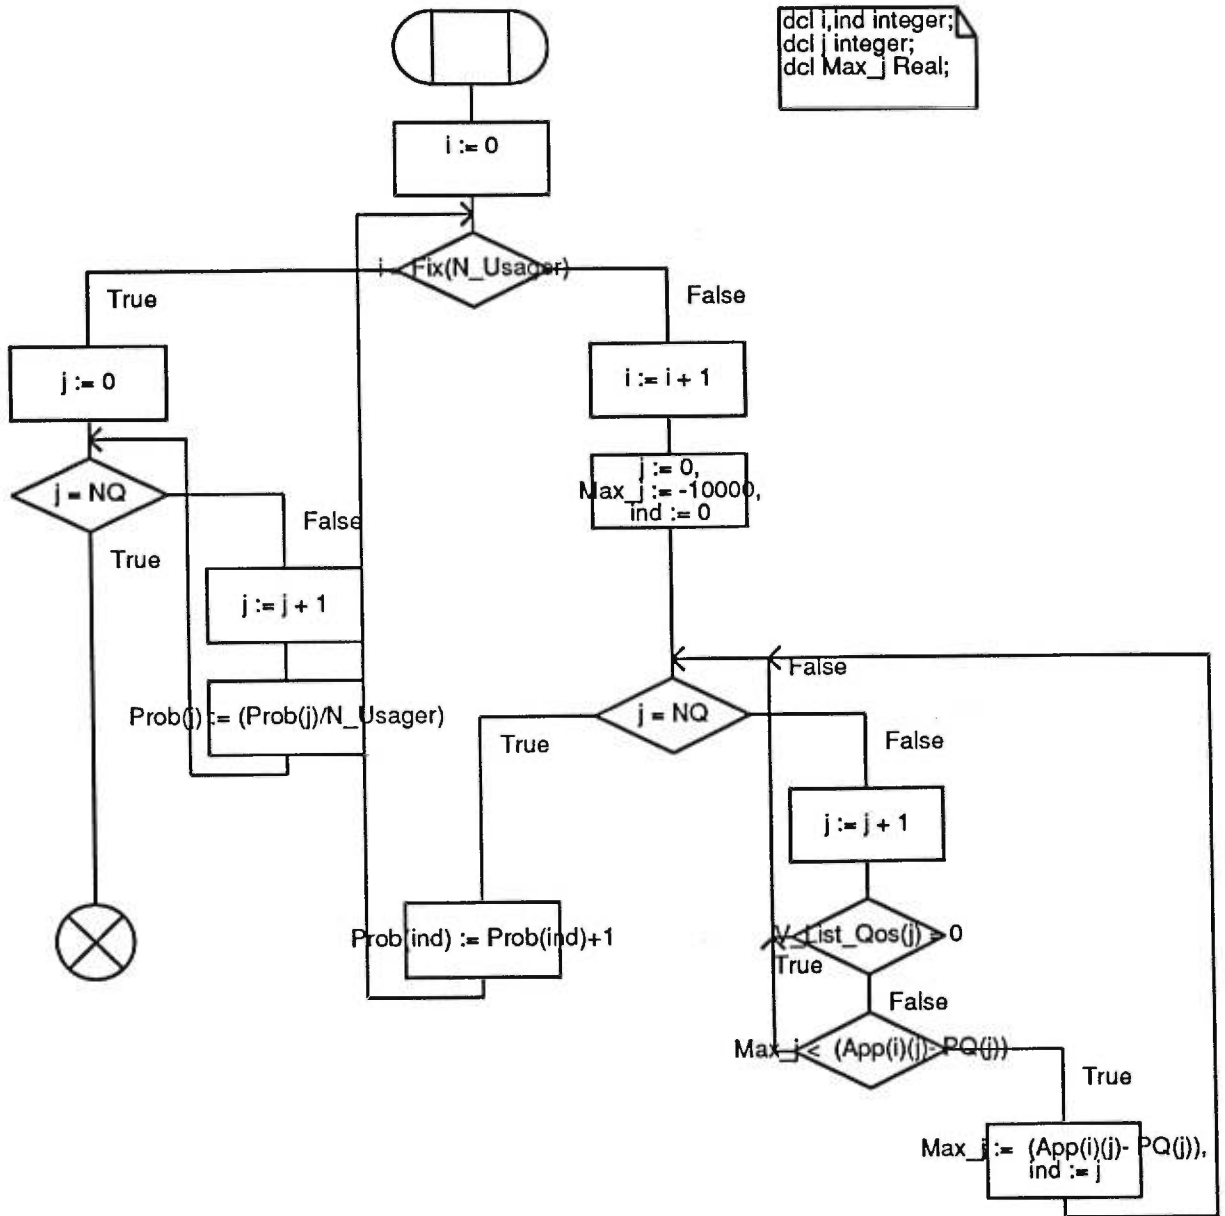 dcl i,ind integer;
dcl j integer;
dcl Max_j Real;
i := 0
i = Fix(N_Usager)
True
False
j := 0
i := i + 1
j := 0,
Max_j := -10000,
ind := 0
j = NQ
False
True
j := j + 1
Prob(j) := (Prob(j)/N_Usager)
False
j = NQ
True
False
j := j + 1
Prob(ind) := Prob(ind)+1
V_List_Qos(j) = 0
True
False
Max_j < (App(i)(j)- PQ(j))
True
Max_j := (App(i)(j)- PQ(j)),
ind := j